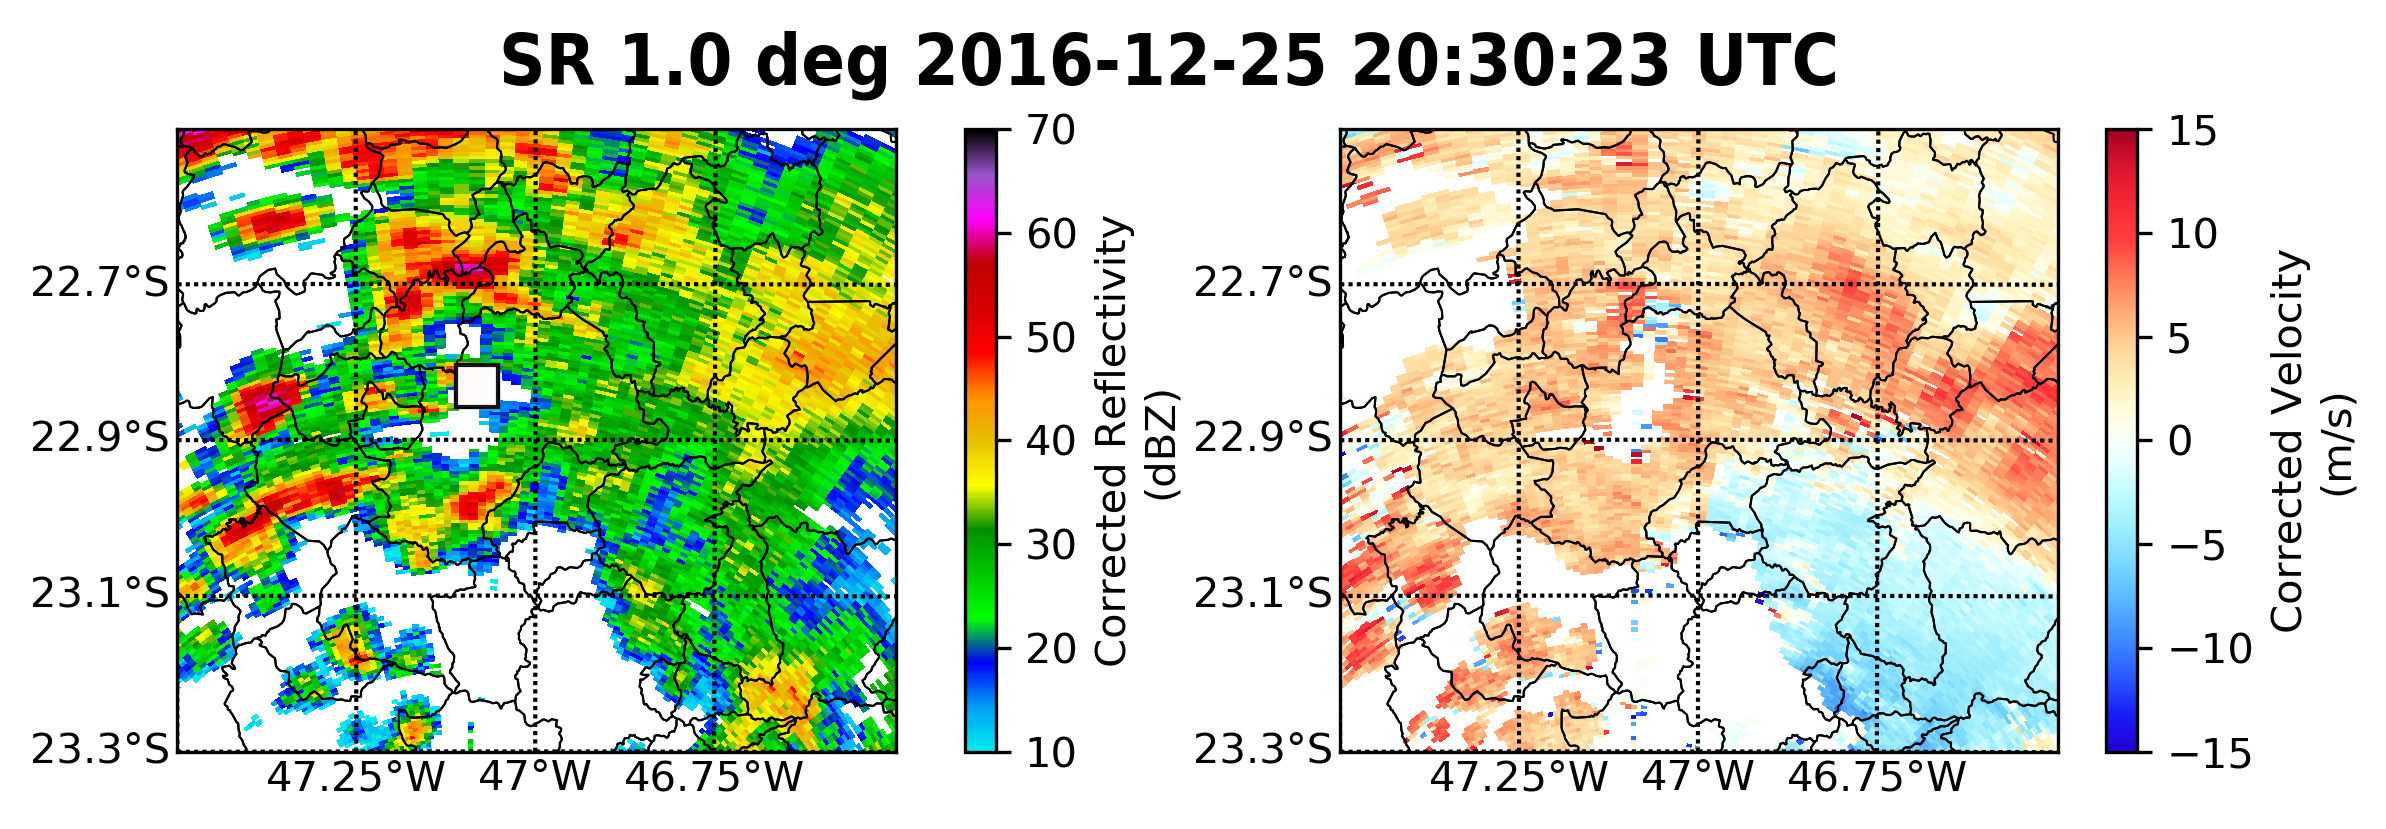 SR 1.0 deg 2016-12-25 20:30:23 UTC
22.7°S
22.9°S
23.1°S
23.3°S
47.25°W 47°W 46.75°W
70
60
50
40
30
20
10
Corrected Reflectivity
(dBZ)
22.7°S
22.9°S
23.1°S
23.3°S
47.25°W 47°W 46.75°W
15
10
5
0
−5
−10
−15
Corrected Velocity
(m/s)